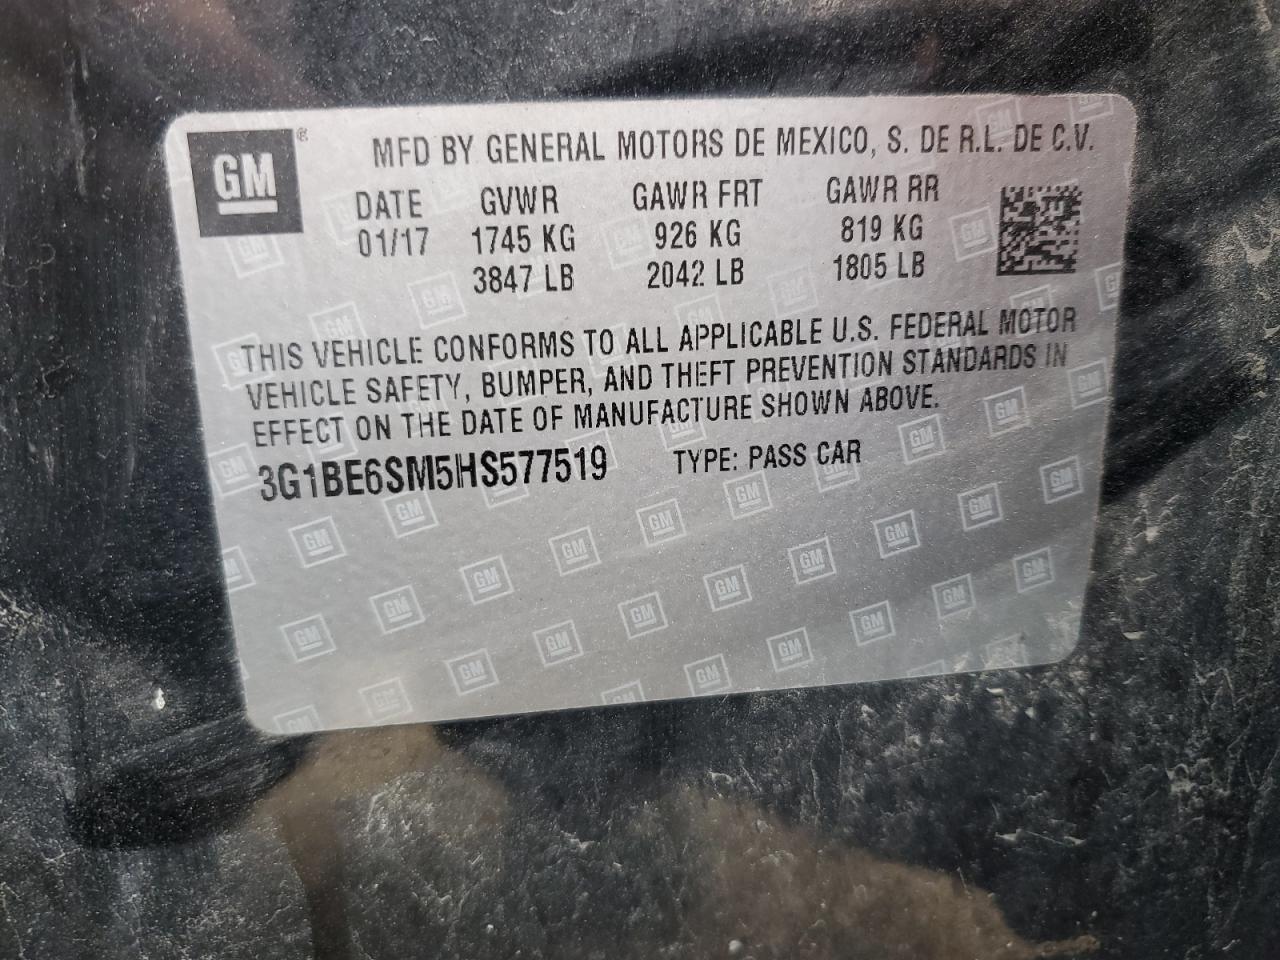 GM®
MFD BY GENERAL MOTORS DE MEXICO, S. DE R.L. DE C.V.
DATE GVWR GAWR FRT GAWR RR
01/17 1745 KG 926 KG 819 KG
3847 LB 2042 LB 1805 LB
THIS VEHICLE CONFORMS TO ALL APPLICABLE U.S. FEDERAL MOTOR
VEHICLE SAFETY, BUMPER, AND THEFT PREVENTION STANDARDS IN
EFFECT ON THE DATE OF MANUFACTURE SHOWN ABOVE.
3G1BE6SM5HS577519 TYPE: PASS CAR